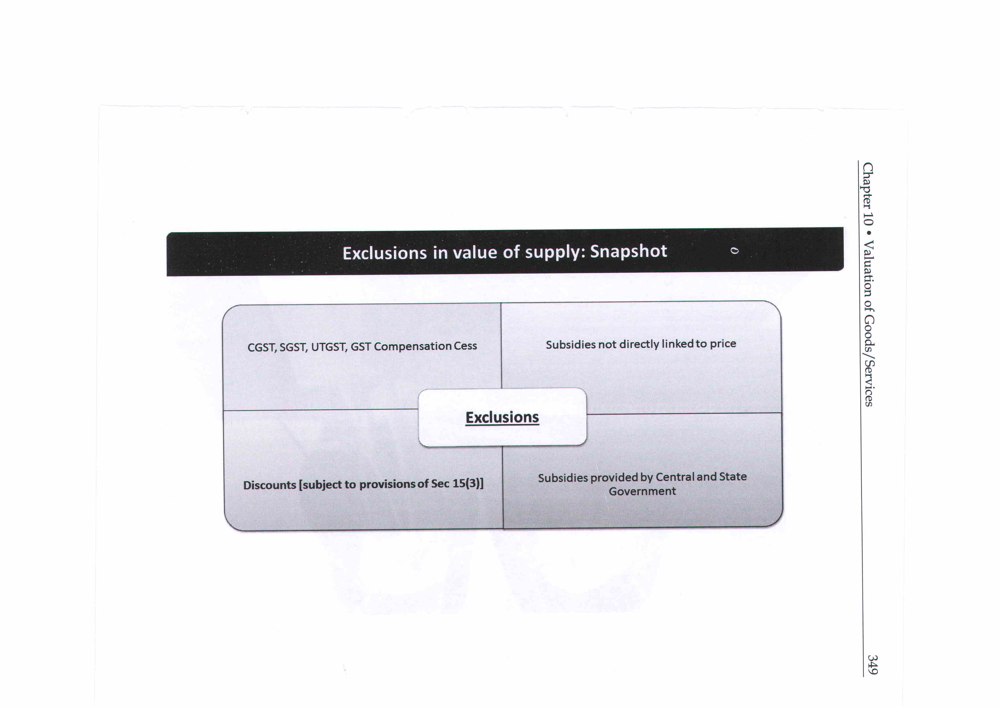 Chapter 10 • Valuation of Goods/Services
349
Exclusions in value of supply: Snapshot
CGST, SGST, UTGST, GST Compensation Cess
Subsidies not directly linked to price
Exclusions
Discounts [subject to provisions of Sec 15(3)]
Subsidies provided by Central and State
Government